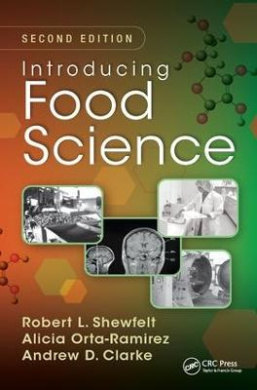 SECOND EDITION
Introducing
Food
Science
Robert L. Shewfelt
Alicia Orta-Ramirez
Andrew D. Clarke
CRC Press
Taylor & Francis Group